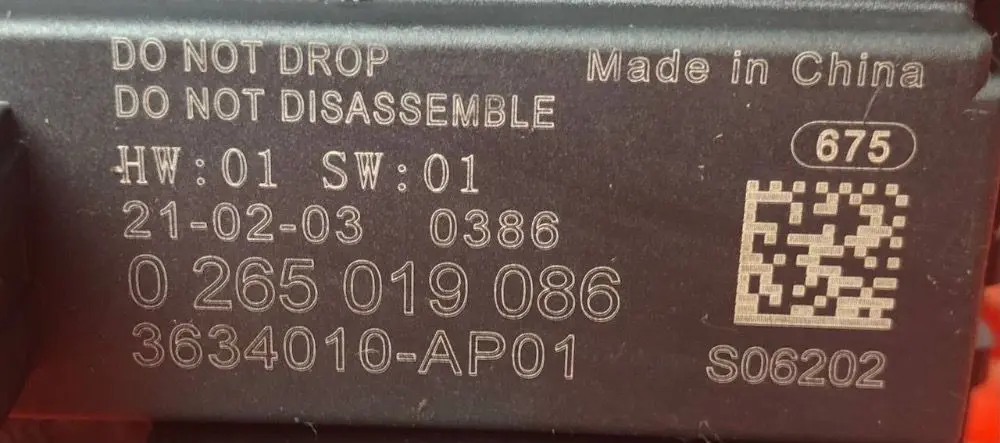 DO NOT DROP
Made in China
DO NOT DISASSEMBLE
675
HW:01 SW:01
21-02-03 0386
0 265 019 086
3634010-AP01
S06202